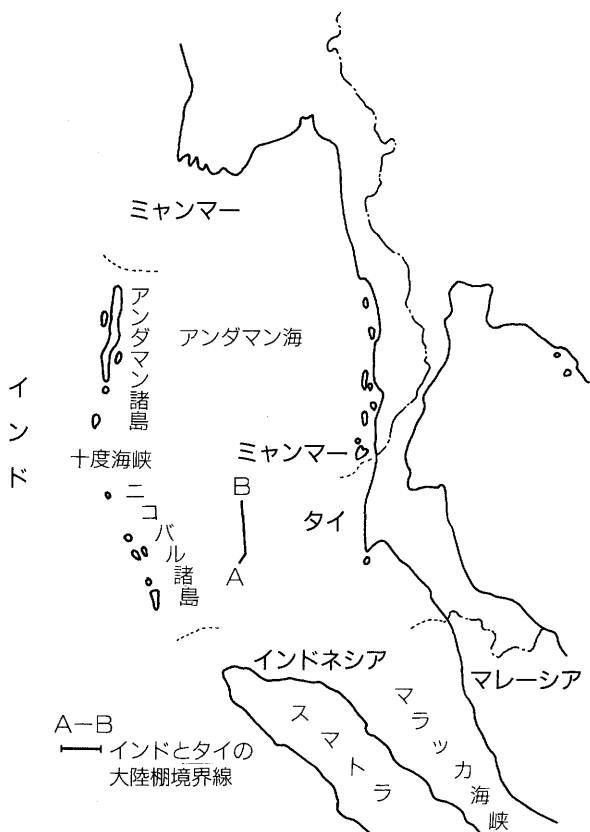 ミャンマー
アンダマン諸島
アンダマン海
インド
ミャンマー
十度海峡
B
ニコバル諸島
タイ
A
インドネシア
マレーシア
スマトラ
マラッカ海峡
A−B
インドとタイの
大陸棚境界線